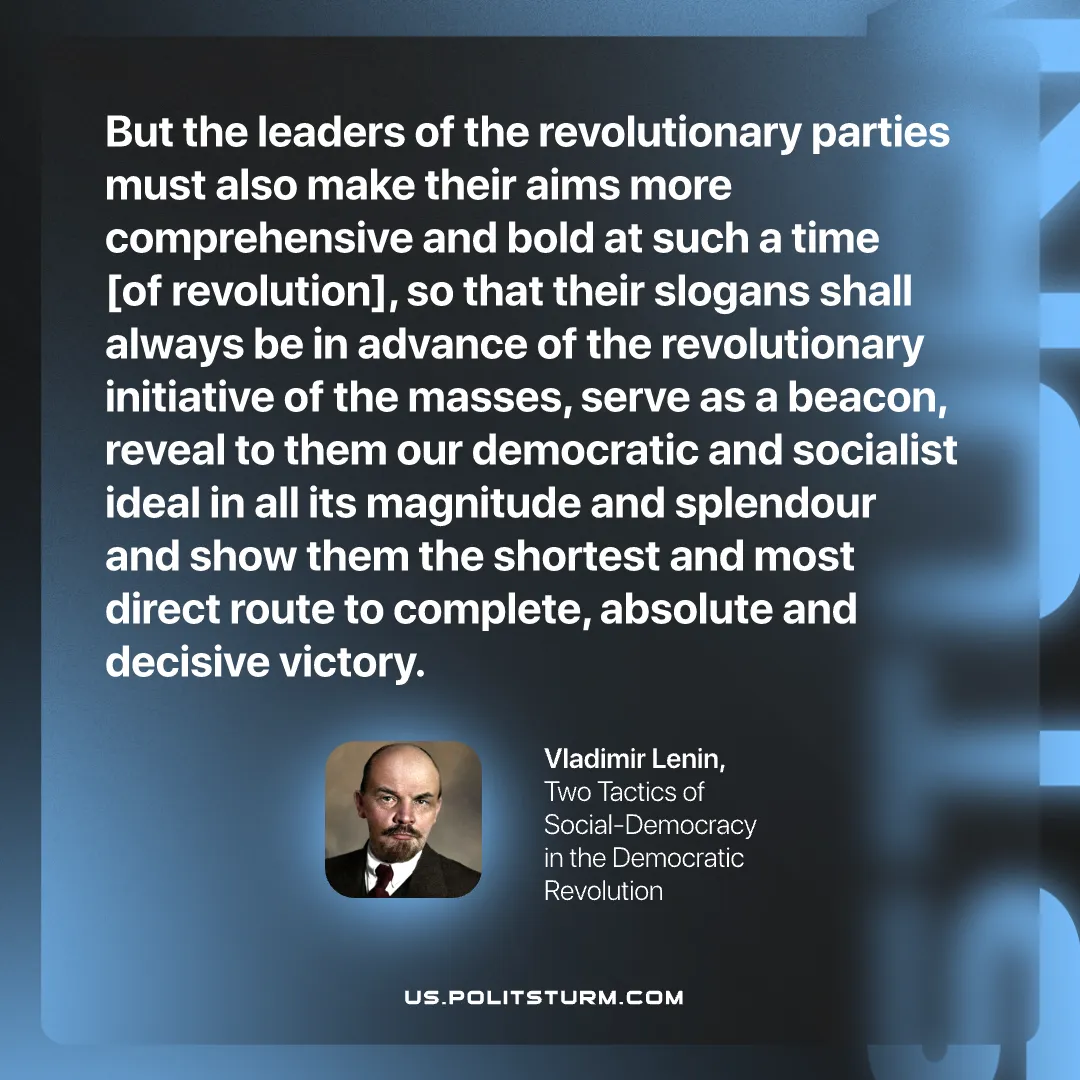 But the leaders of the revolutionary parties
must also make their aims more
comprehensive and bold at such a time
[of revolution], so that their slogans shall
always be in advance of the revolutionary
initiative of the masses, serve as a beacon,
reveal to them our democratic and socialist
ideal in all its magnitude and splendour
and show them the shortest and most
direct route to complete, absolute and
decisive victory.
Vladimir Lenin,
Two Tactics of
Social-Democracy
in the Democratic
Revolution
US.POLITSTURM.COM